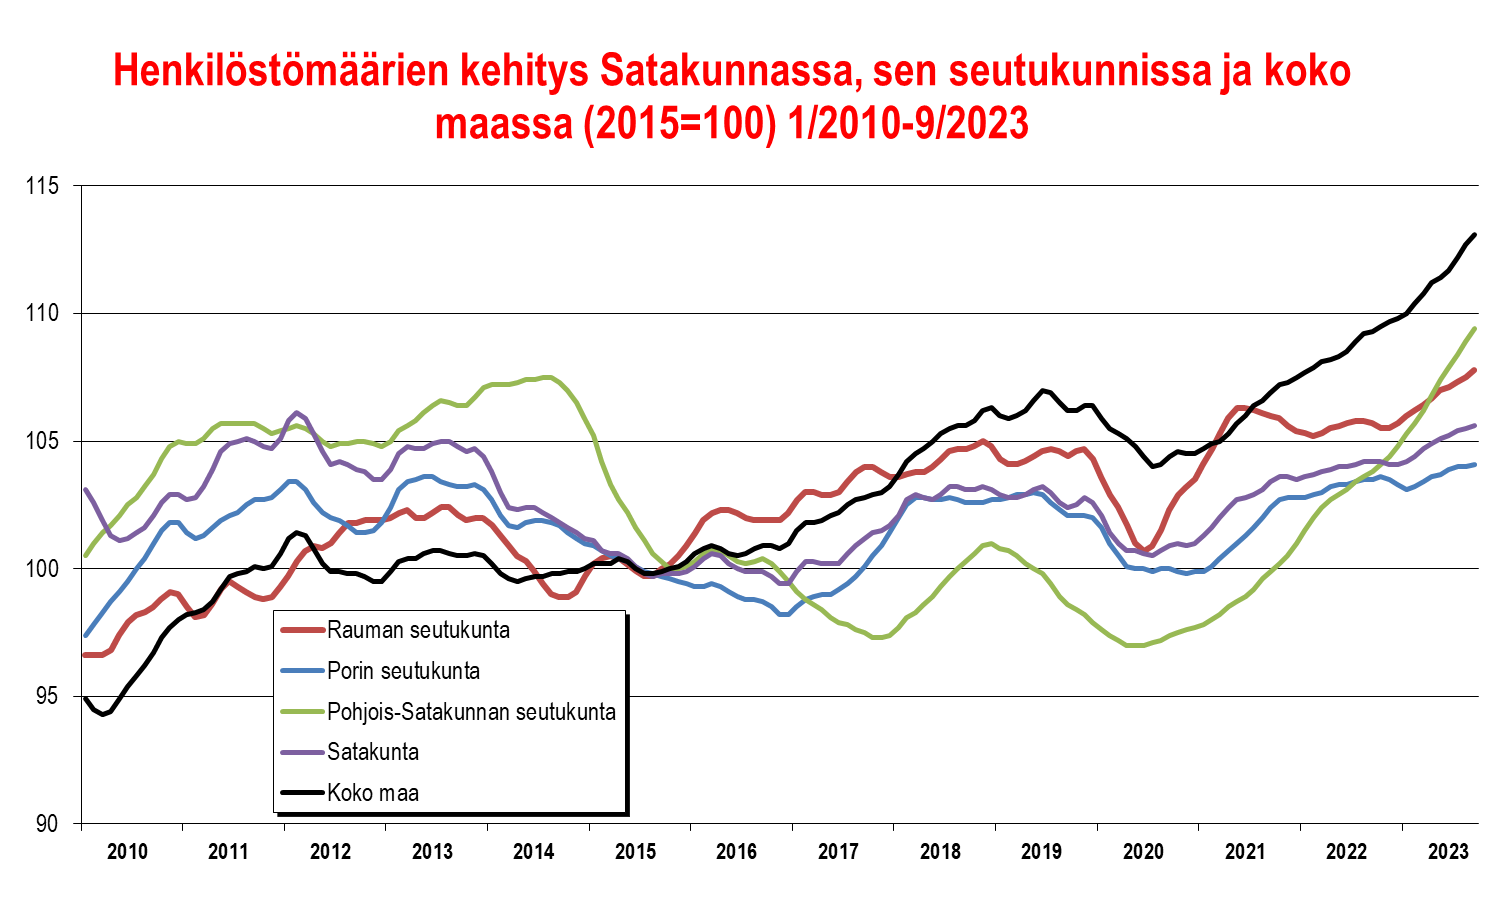 Henkilöstömäärien kehitys Satakunnassa, sen seutukunnissa ja koko
maassa (2015=100) 1/2010-9/2023
115
110
105
100
95
90
Rauman seutukunta
Porin seutukunta
Pohjois-Satakunnan seutukunta
Satakunta
Koko maa
2010 2011 2012 2013 2014 2015 2016 2017 2018 2019 2020 2021 2022 2023